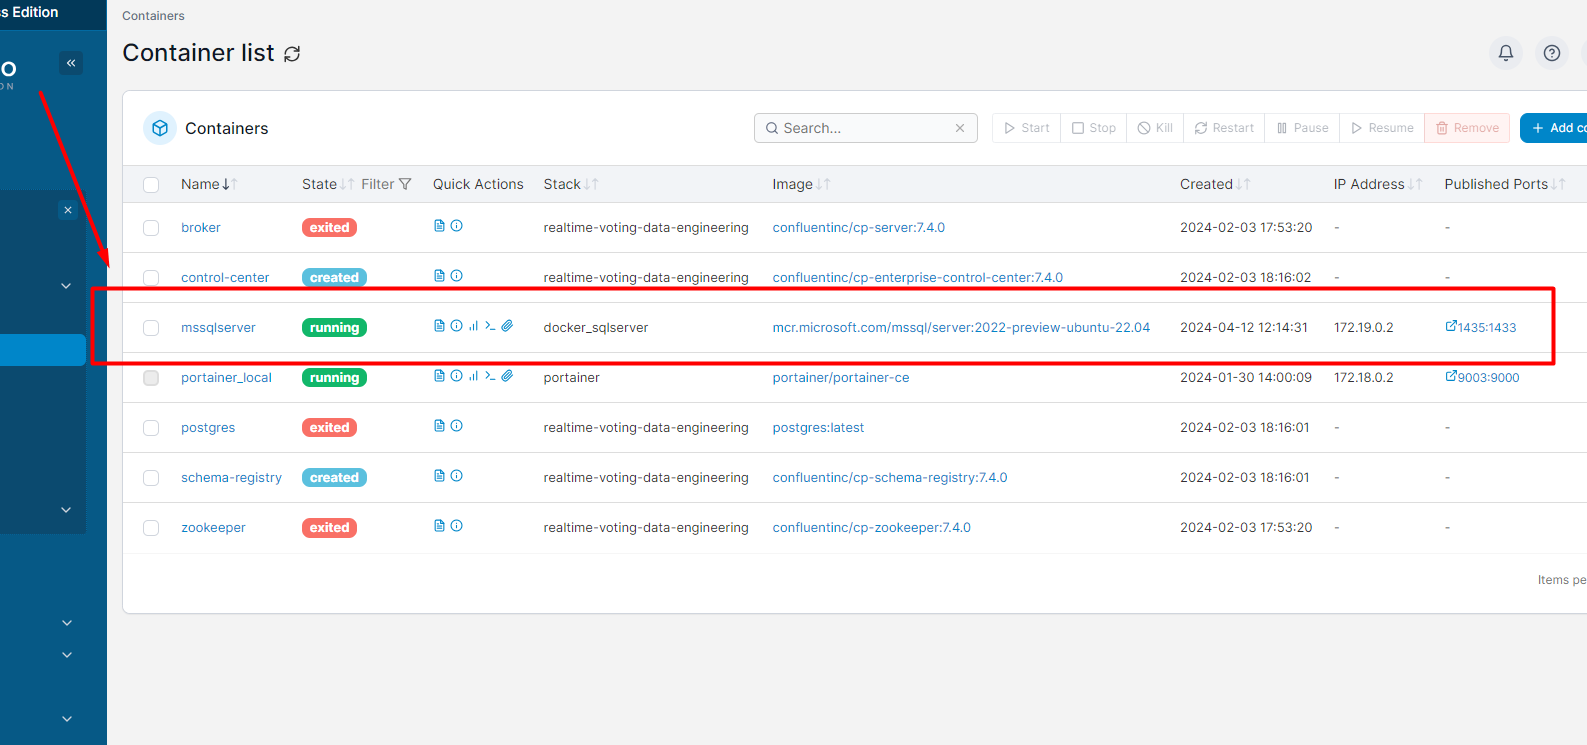 s Edition
Containers
Container list
Containers
Search...
Start
Stop
Kill
Restart
Pause
Resume
Remove
Add co
Name State Filter Quick Actions Stack Image Created IP Address Published Ports
broker exited realtime-voting-data-engineering confluentinc/cp-server:7.4.0 2024-02-03 17:53:20 - -
control-center created realtime-voting-data-engineering confluentinc/cp-enterprise-control-center:7.4.0 2024-02-03 18:16:02 - -
mssqlserver running docker_sqlserver mcr.microsoft.com/mssql/server:2022-preview-ubuntu-22.04 2024-04-12 12:14:31 172.19.0.2 1435:1433
portainer_local running portainer portainer/portainer-ce 2024-01-30 14:00:09 172.18.0.2 9003:9000
postgres exited realtime-voting-data-engineering postgres:latest 2024-02-03 18:16:01 - -
schema-registry created realtime-voting-data-engineering confluentinc/cp-schema-registry:7.4.0 2024-02-03 18:16:01 - -
zookeeper exited realtime-voting-data-engineering confluentinc/cp-zookeeper:7.4.0 2024-02-03 17:53:20 - -
Items pe